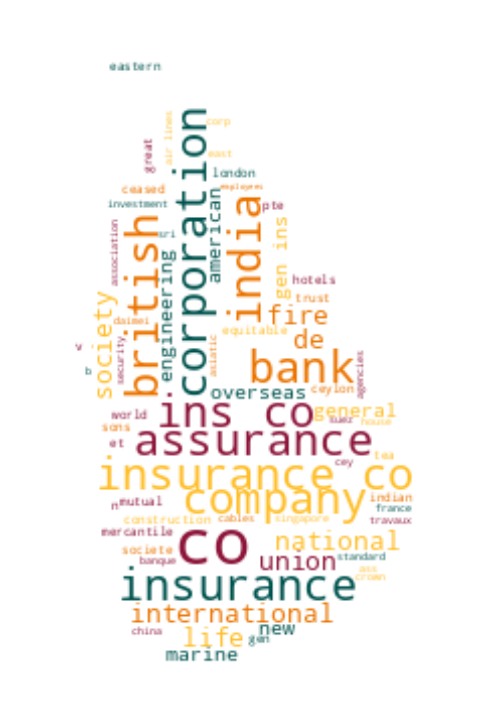 eastern
corporation
corp
air lines
great
east
london
ceased
employees
investment
american
pte
india
british
sri
gen ins
association
engineering
hotels
trust
society
daimei
fire
equitable
de
security
asiatic
bank
agencies
b
overseas
ceylon
world
ins co
general
suez
house
sons
et
assurance
tea
cey
insurance co
company
indian
n
mutual
france
construction
cables
singapore
travaux
mercantile
co
national
societe
union
standard
banque
ass
crown
insurance
international
china
life
gen
new
marine